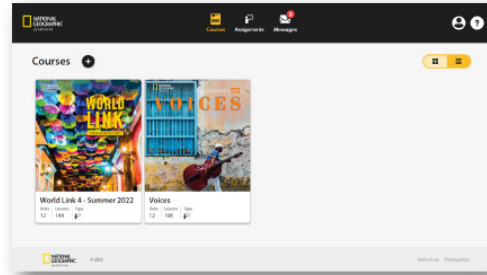 NATIONAL
GEOGRAPHIC
LEARNING
Courses
Assignments
Messages
?
Courses
WORLD
LINK
VOICES
World Link 4 - Summer 2022
Units Lessons Type
12 144
Voices
Units Lessons Type
12 108
NATIONAL
GEOGRAPHIC
LEARNING
© 2022
Terms of use
Privacy policy